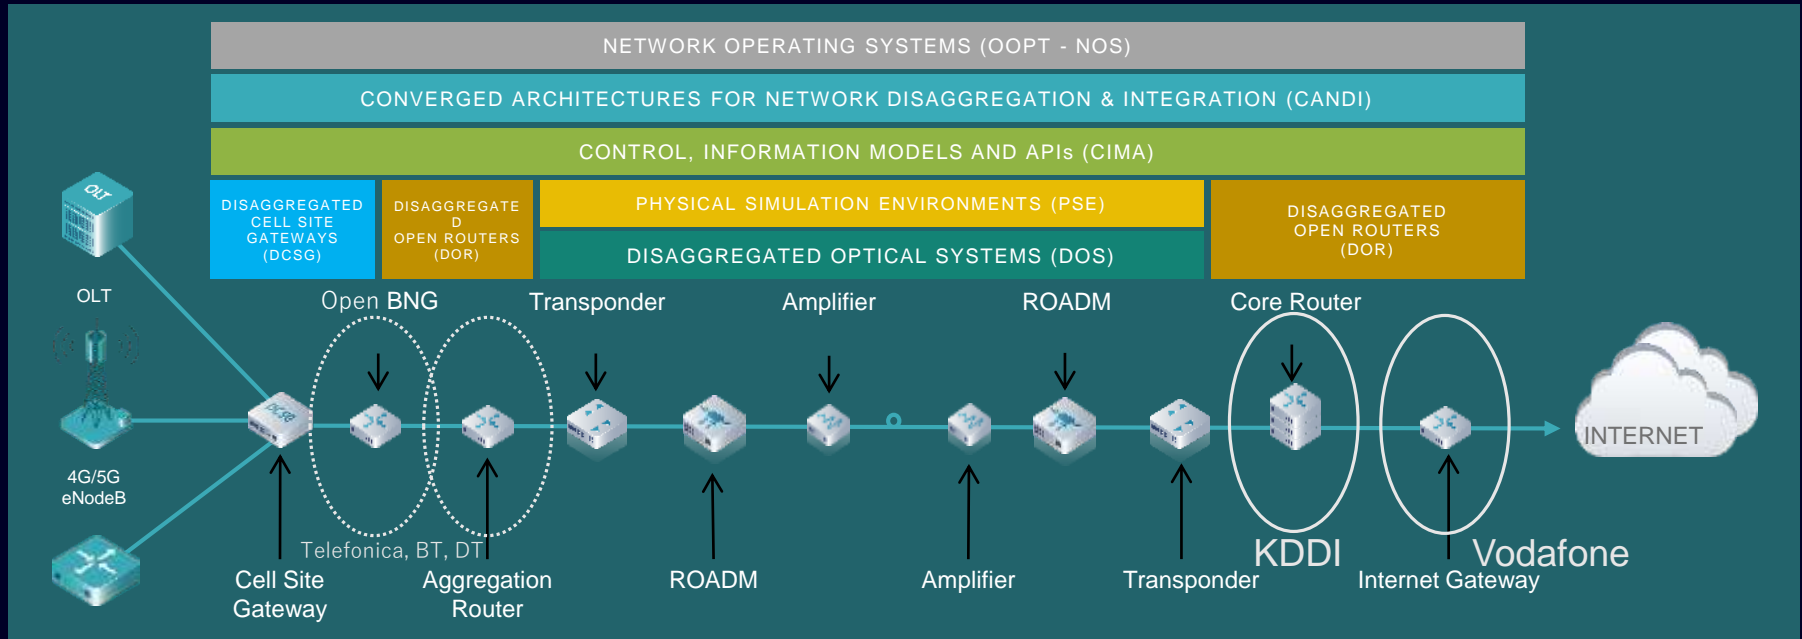 NETWORK OPERATING SYSTEMS (OOPT - NOS)
CONVERGED ARCHITECTURES FOR NETWORK DISAGGREGATION & INTEGRATION (CANDI)
CONTROL, INFORMATION MODELS AND APIs (CIMA)
DISAGGREGATED
CELL SITE
GATEWAYS
(DCSG)
DISAGGREGATE
D
OPEN ROUTERS
(DOR)
PHYSICAL SIMULATION ENVIRONMENTS (PSE)
DISAGGREGATED OPTICAL SYSTEMS (DOS)
DISAGGREGATED
OPEN ROUTERS
(DOR)
OLT
OLT
Open BNG
Transponder
Amplifier
ROADM
Core Router
DCSG
INTERNET
4G/5G
eNodeB
Telefonica, BT, DT
KDDI
Vodafone
Cell Site
Gateway
Aggregation
Router
ROADM
Amplifier
Transponder
Internet Gateway